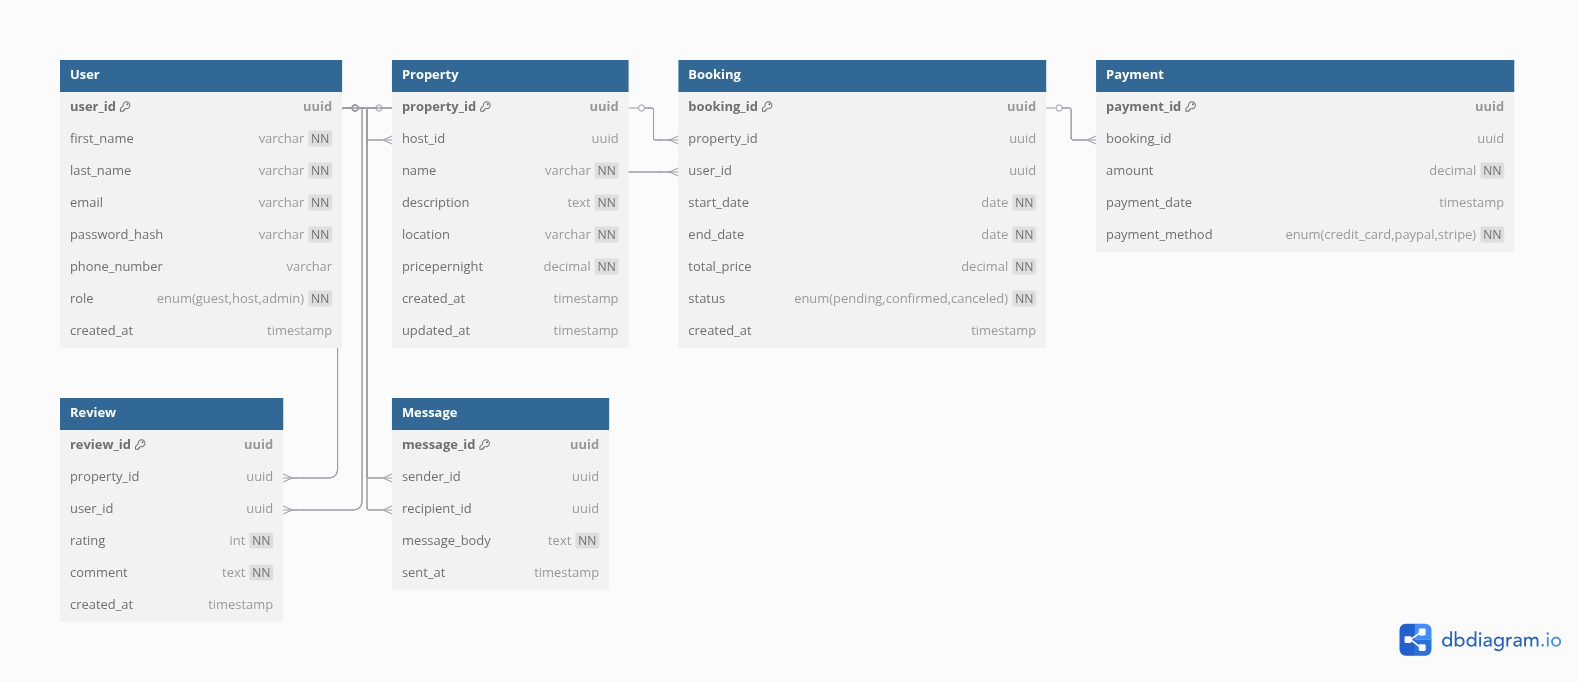 User
user_id uuid
first_name varchar NN
last_name varchar NN
email varchar NN
password_hash varchar NN
phone_number varchar
role enum(guest,host,admin) NN
created_at timestamp
Property
property_id uuid
host_id uuid
name varchar NN
description text NN
location varchar NN
pricepernight decimal NN
created_at timestamp
updated_at timestamp
Booking
booking_id uuid
property_id uuid
user_id uuid
start_date date NN
end_date date NN
total_price decimal NN
status enum(pending,confirmed,canceled) NN
created_at timestamp
Payment
payment_id uuid
booking_id uuid
amount decimal NN
payment_date timestamp
payment_method enum(credit_card,paypal,stripe) NN
Review
review_id uuid
property_id uuid
user_id uuid
rating int NN
comment text NN
created_at timestamp
Message
message_id uuid
sender_id uuid
recipient_id uuid
message_body text NN
sent_at timestamp
dbdiagram.io